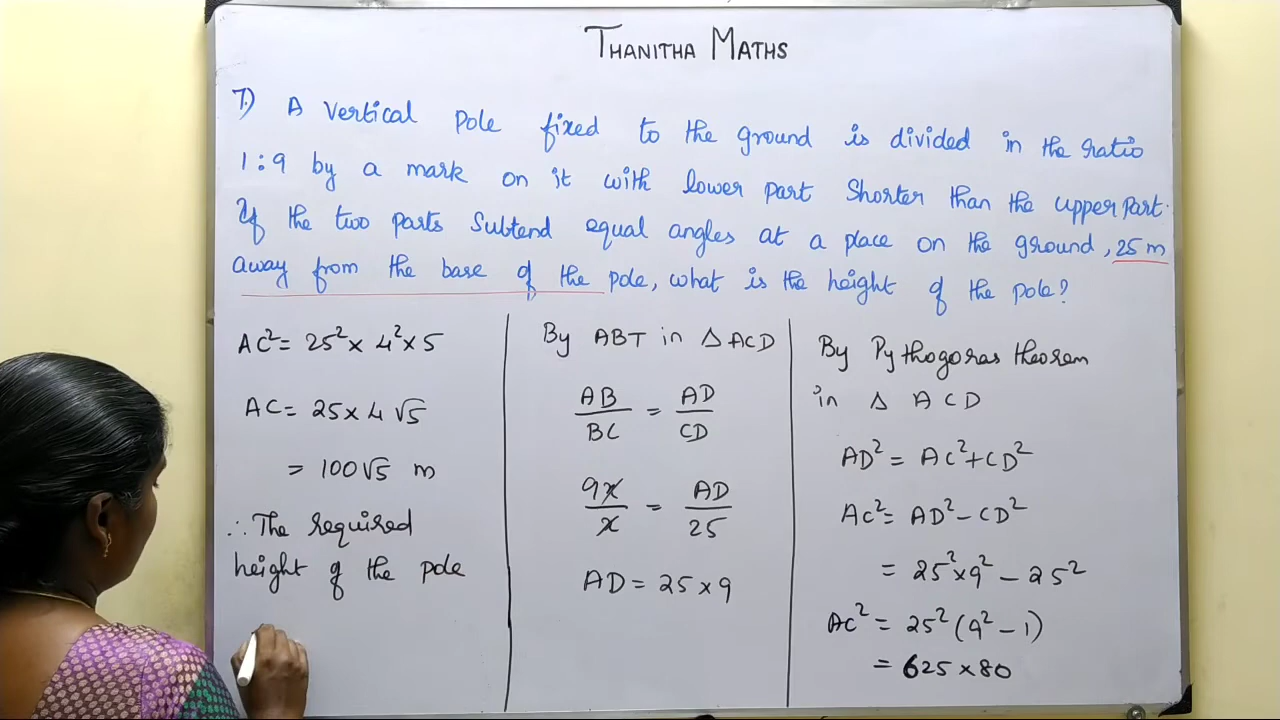 THANITHA MATHS
7) A vertical pole fixed to the ground is divided in the ratio
1:9 by a mark on it with lower part shorter than the upper part.
If the two parts Subtend equal angles at a place on the ground, 25 m
away from the base of the pole, what is the height of the pole?
AC² = 25² × 4² × 5
AC = 25 × 4 √5
= 100√5 m
∴ The required
height of the pole
By ABT in Δ ACD
AB/BC = AD/CD
9x/x = AD/25
AD = 25 × 9
By Pythogoras theorem
in Δ ACD
AD² = AC² + CD²
AC² = AD² − CD²
= 25² × 9² − 25²
AC² = 25² (9² − 1)
= 625 × 80